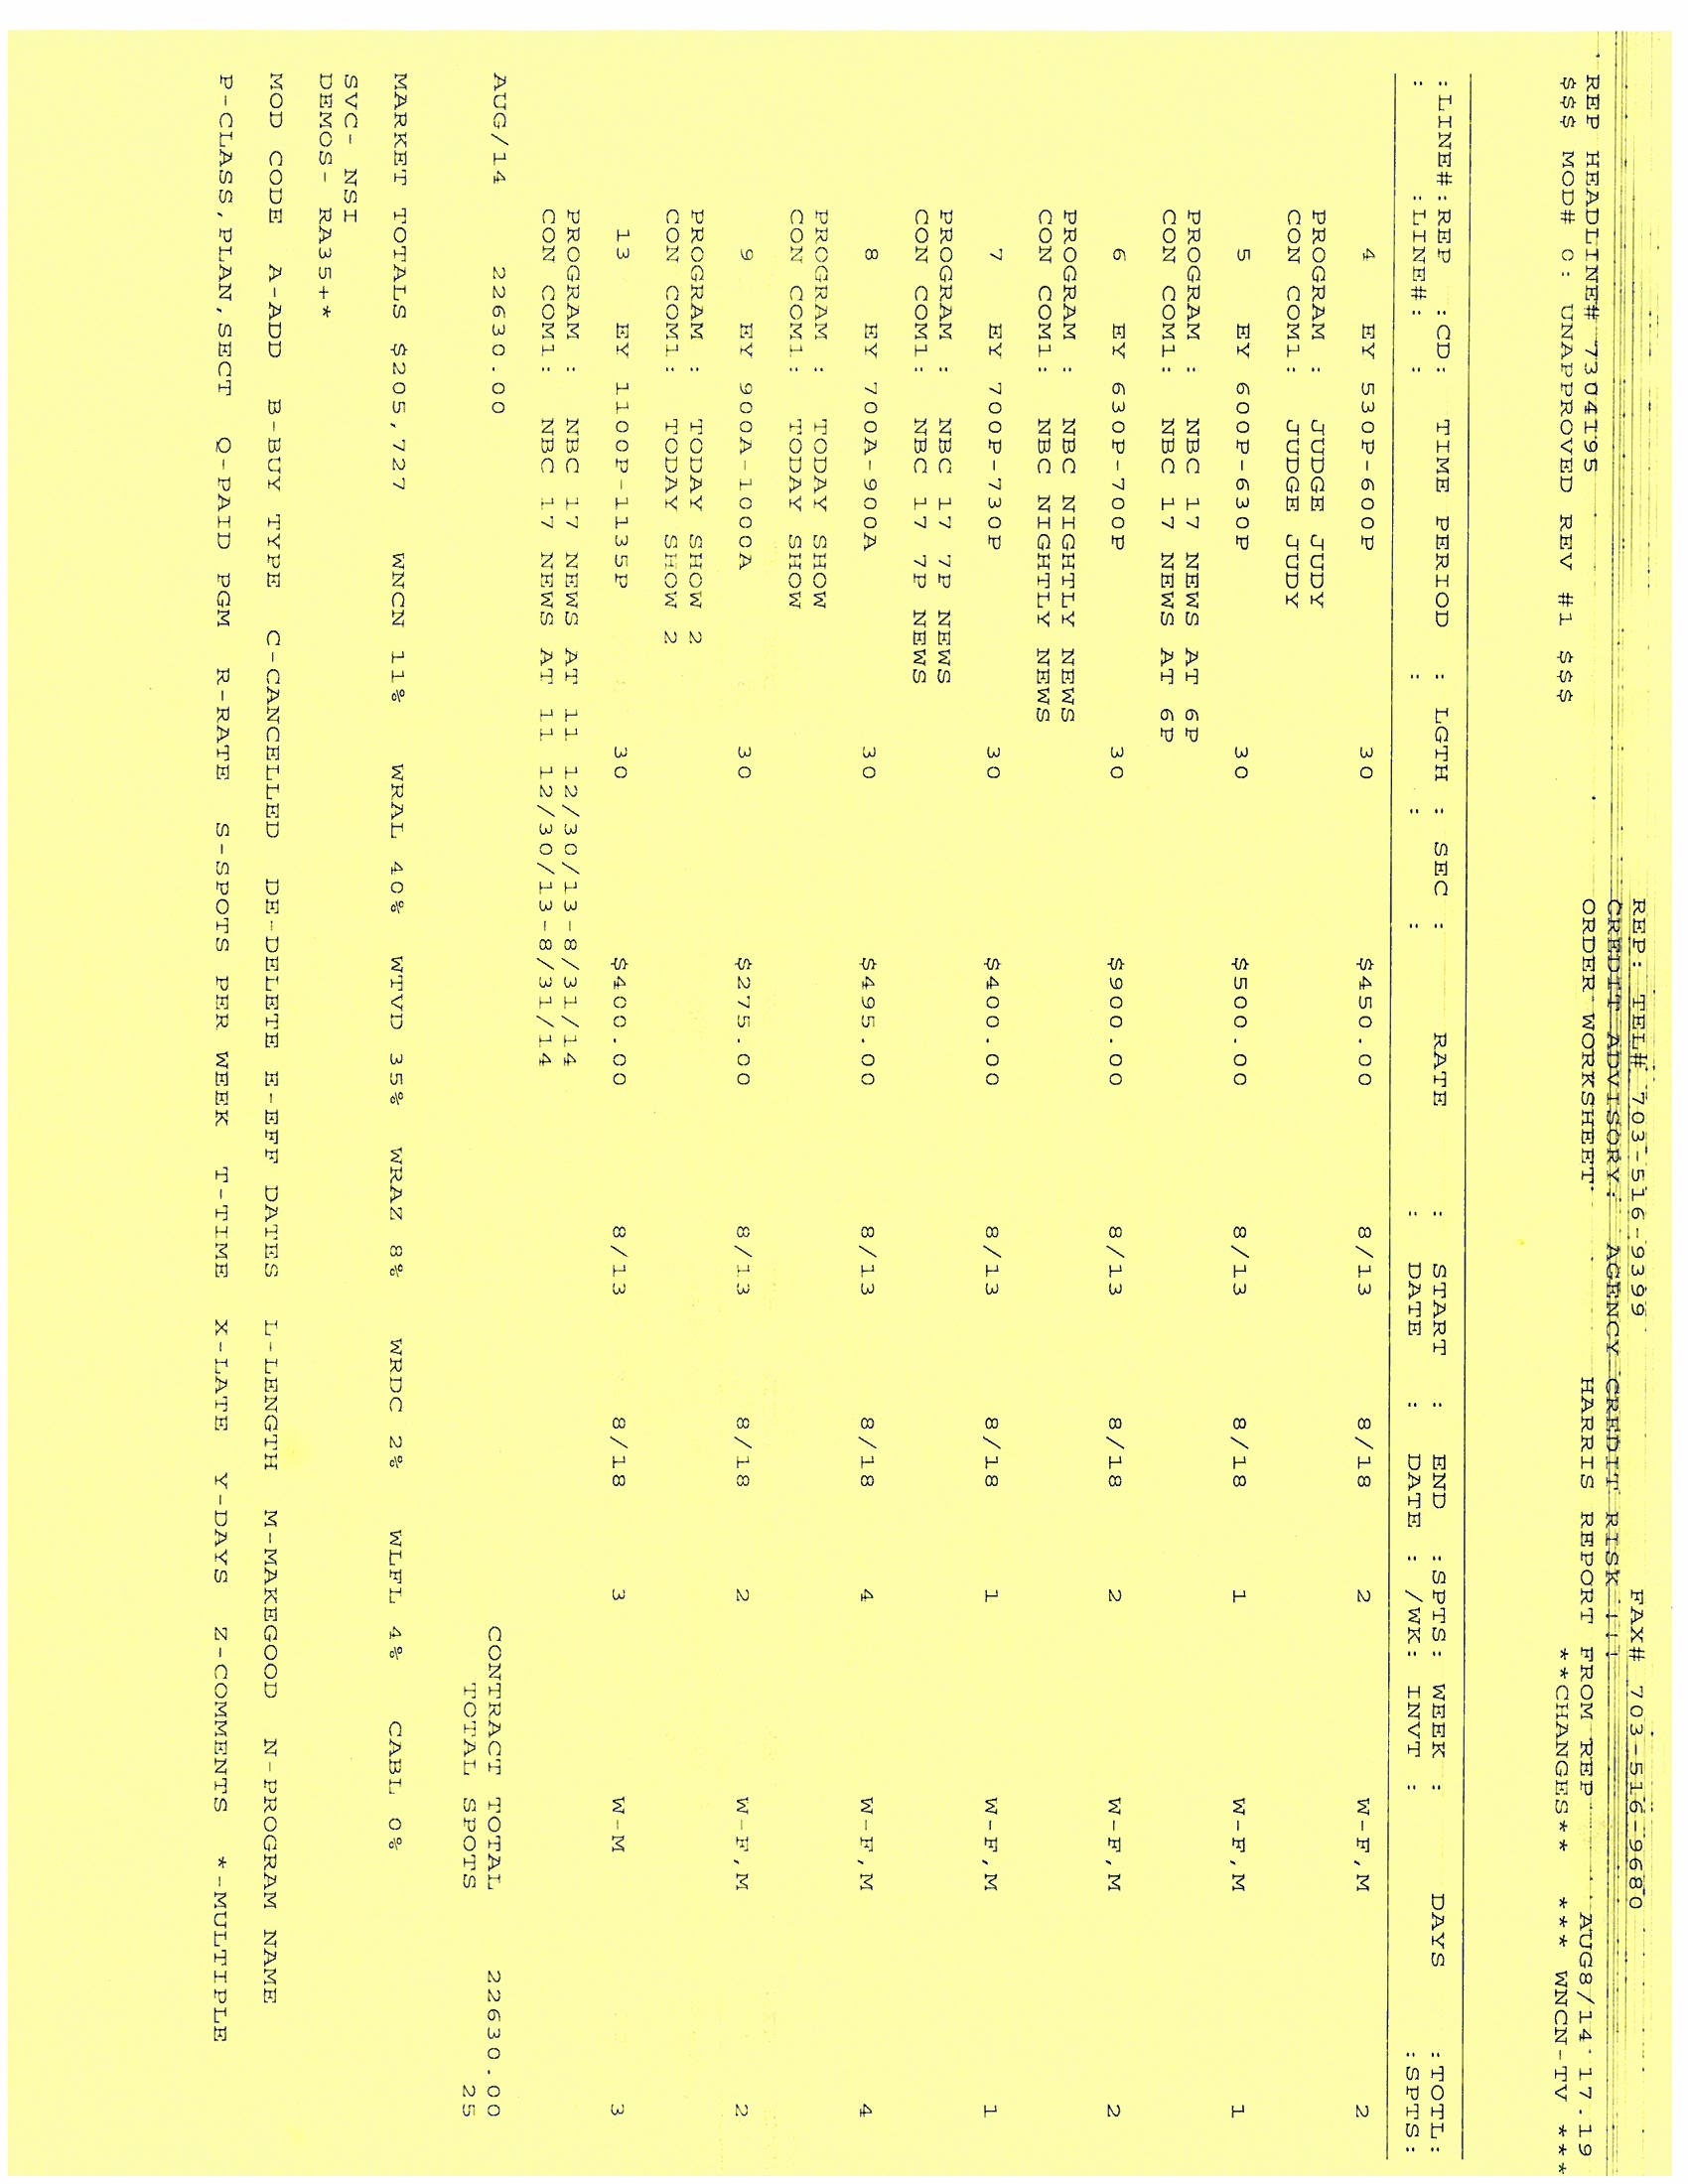 REP: TEL# 703-516-9399 FAX# 703-516-9680
CREDIT ADVISORY: AGENCY CREDIT RISK !!!
REP HEADLINE# 7304195 ORDER WORKSHEET HARRIS REPORT FROM REP AUG8/14 17.19
$$$ MOD# 0: UNAPPROVED REV #1 $$$ **CHANGES** *** WNCN-TV ***
:LINE#:REP :CD: TIME PERIOD : LGTH : SEC : RATE : START : END :SPTS: WEEK : DAYS :TOTL:
: :LINE#: : : : : : DATE : DATE : /WK: INVT : :SPTS:
4 EY 530P-600P 30 $450.00 8/13 8/18 2 W-F,M 2
PROGRAM : JUDGE JUDY
CON COM1: JUDGE JUDY
5 EY 600P-630P 30 $500.00 8/13 8/18 1 W-F,M 1
PROGRAM : NBC 17 NEWS AT 6P
CON COM1: NBC 17 NEWS AT 6P
6 EY 630P-700P 30 $900.00 8/13 8/18 2 W-F,M 2
PROGRAM : NBC NIGHTLY NEWS
CON COM1: NBC NIGHTLY NEWS
7 EY 700P-730P 30 $400.00 8/13 8/18 1 W-F,M 1
PROGRAM : NBC 17 7P NEWS
CON COM1: NBC 17 7P NEWS
8 EY 700A-900A 30 $495.00 8/13 8/18 4 W-F,M 4
PROGRAM : TODAY SHOW
CON COM1: TODAY SHOW
9 EY 900A-1000A 30 $275.00 8/13 8/18 2 W-F,M 2
PROGRAM : TODAY SHOW 2
CON COM1: TODAY SHOW 2
13 EY 1100P-1135P 30 $400.00 8/13 8/18 3 W-M 3
PROGRAM : NBC 17 NEWS AT 11 12/30/13-8/31/14
CON COM1: NBC 17 NEWS AT 11 12/30/13-8/31/14
AUG/14 22630.00 CONTRACT TOTAL 22630.00
TOTAL SPOTS 25
MARKET TOTALS $205,727 WNCN 11% WRAL 40% WTVD 35% WRAZ 8% WRDC 2% WLFL 4% CABL 0%
SVC- NSI
DEMOS- RA35+*
MOD CODE A-ADD B-BUY TYPE C-CANCELLED DE-DELETE E-EFF DATES L-LENGTH M-MAKEGOOD N-PROGRAM NAME
P-CLASS,PLAN,SECT Q-PAID PGM R-RATE S-SPOTS PER WEEK T-TIME X-LATE Y-DAYS Z-COMMENTS *-MULTIPLE